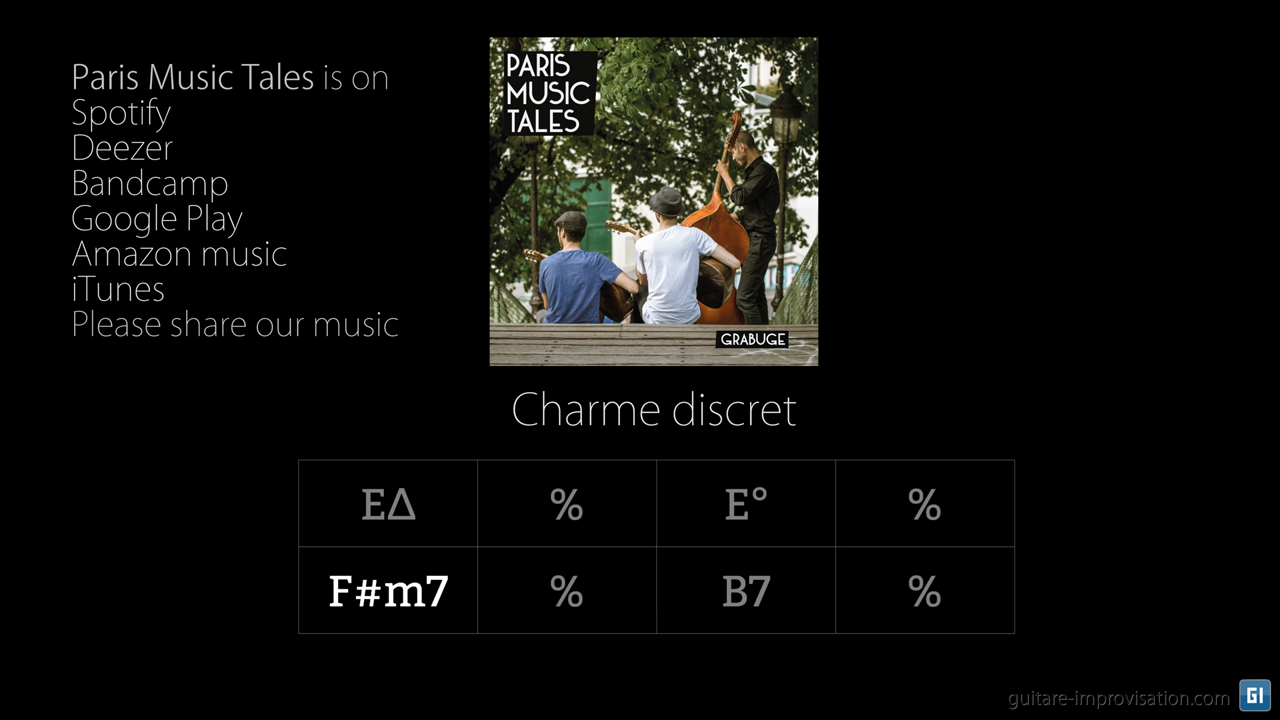 Paris Music Tales is on
Spotify
Deezer
Bandcamp
Google Play
Amazon music
iTunes
Please share our music
PARIS
MUSIC
TALES
GRABUGE
Charme discret
EΔ % E° %
F#m7 % B7 %
guitare-improvisation.com GI